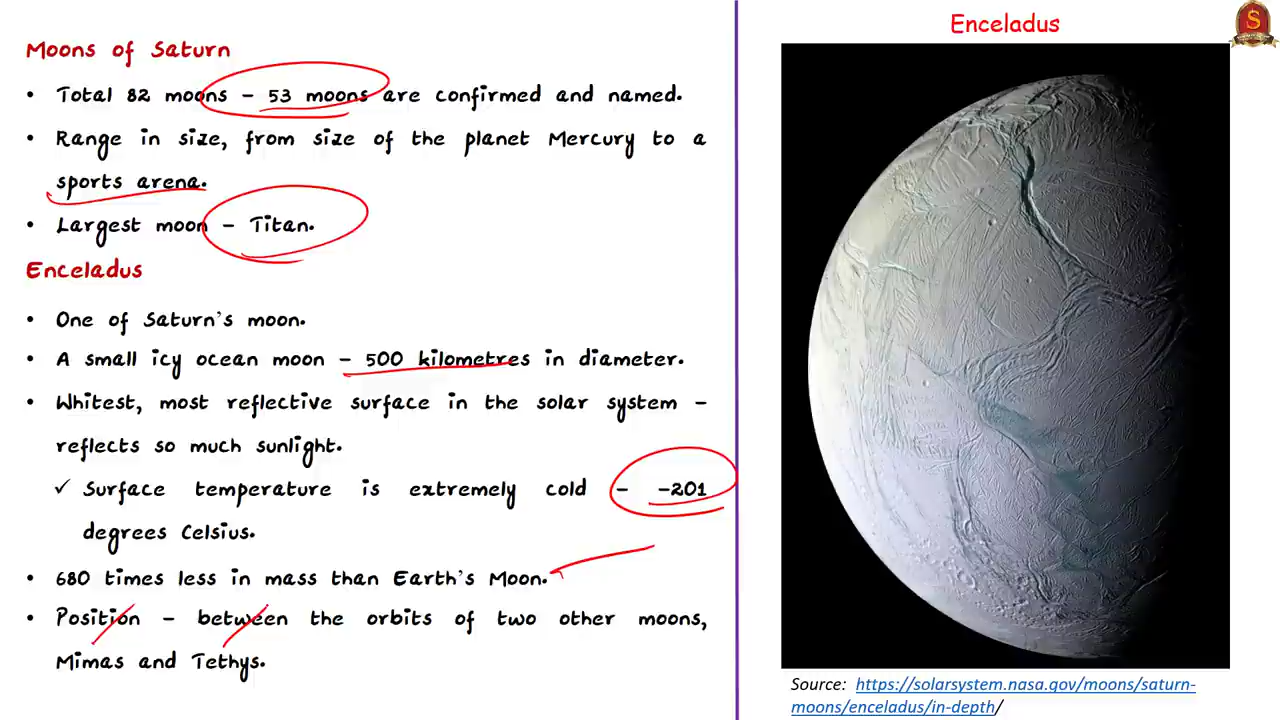 Moons of Saturn
• Total 82 moons – 53 moons are confirmed and named.
• Range in size, from size of the planet Mercury to a
sports arena.
• Largest moon – Titan.
Enceladus
• One of Saturn's moon.
• A small icy ocean moon – 500 kilometres in diameter.
• Whitest, most reflective surface in the solar system –
reflects so much sunlight.
✓ Surface temperature is extremely cold – -201
degrees Celsius.
• 680 times less in mass than Earth's Moon.
• Position – between the orbits of two other moons,
Mimas and Tethys.
Enceladus
S
Source: https://solarsystem.nasa.gov/moons/saturn-
moons/enceladus/in-depth/